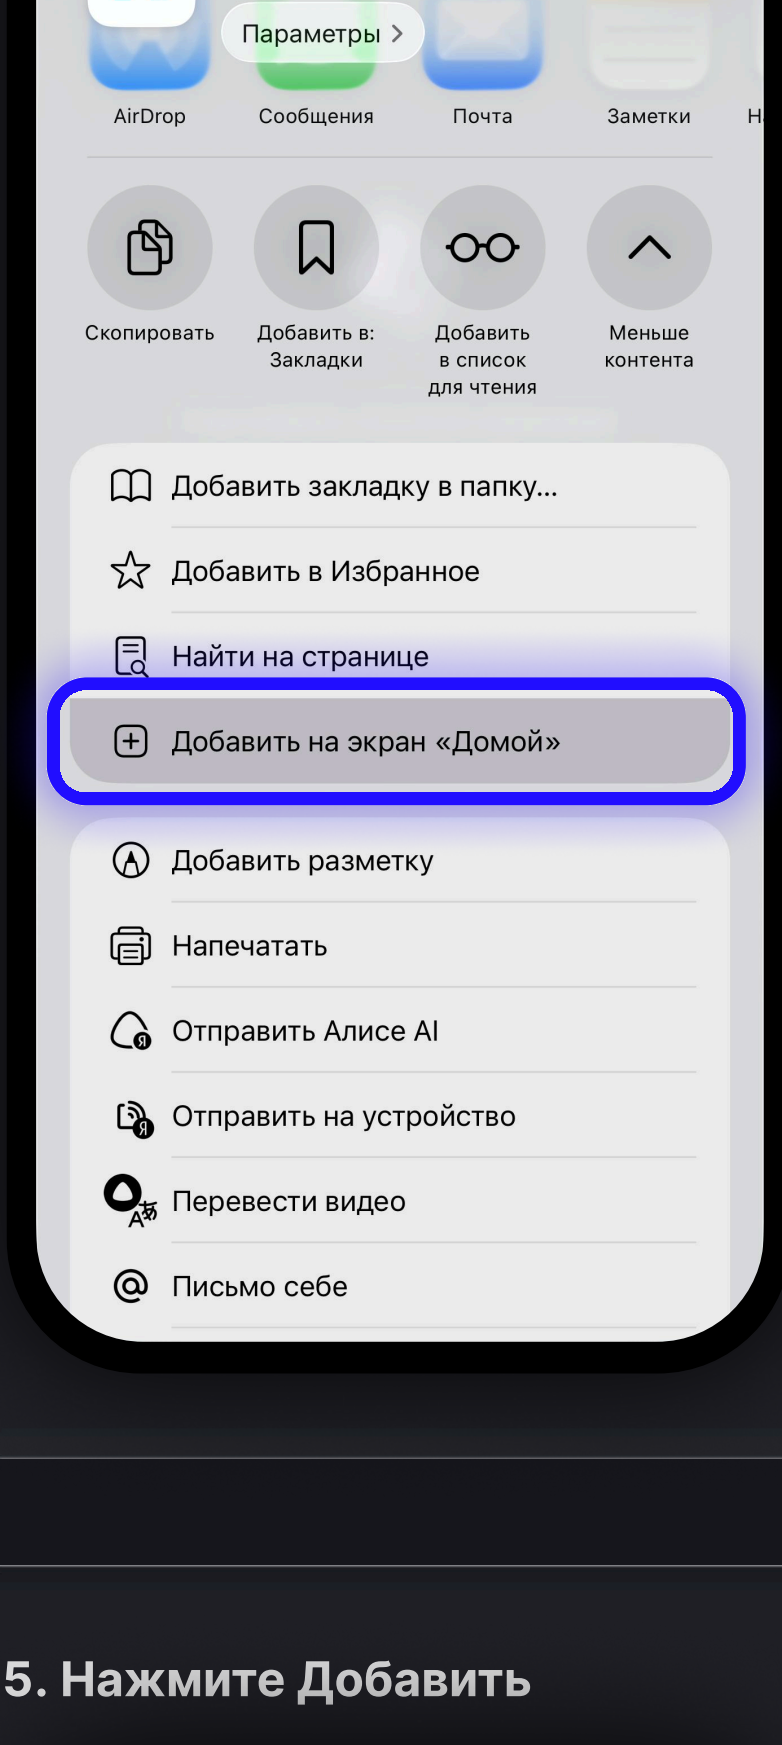 Параметры
AirDrop
Сообщения
Почта
Заметки
Скопировать
Добавить в:
Закладки
Добавить
в список
для чтения
Меньше
контента
Добавить закладку в папку...
Добавить в Избранное
Найти на странице
Добавить на экран «Домой»
Добавить разметку
Напечатать
Отправить Алисе AI
Отправить на устройство
Перевести видео
Письмо себе
5. Нажмите Добавить